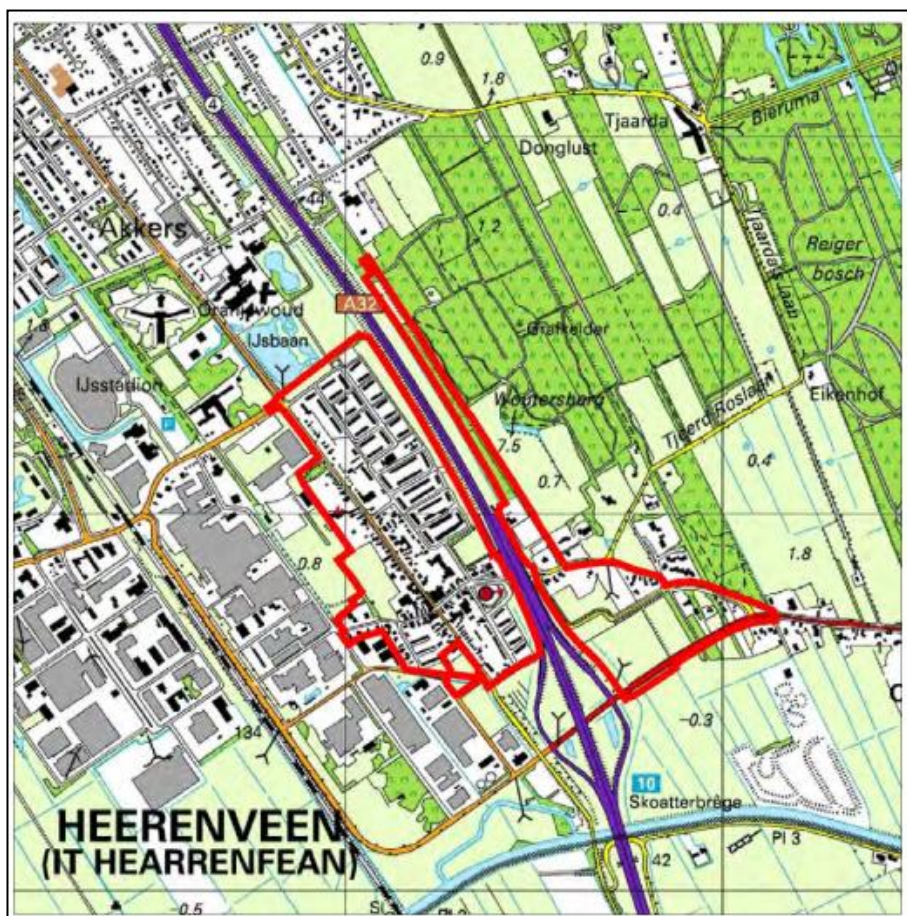 0.9
1.8
Bieruma
Tjaarda
Donglust
4
44
0.4
1.2
Tjaarda's laan
Reiger
bosch
Akkers
A32
Oranjewoud
IJsbaan
Grafkelder
1.8
IJsstadion
P
Woutersberg
Eikenhof
Tjeerd Roslaan
7.5
0.7
0.4
0.8
1.8
134
-0.3
10
Skoatterbrêge
HEERENVEEN
(IT HEARRENFEAN)
Pl 3
42
-0.5